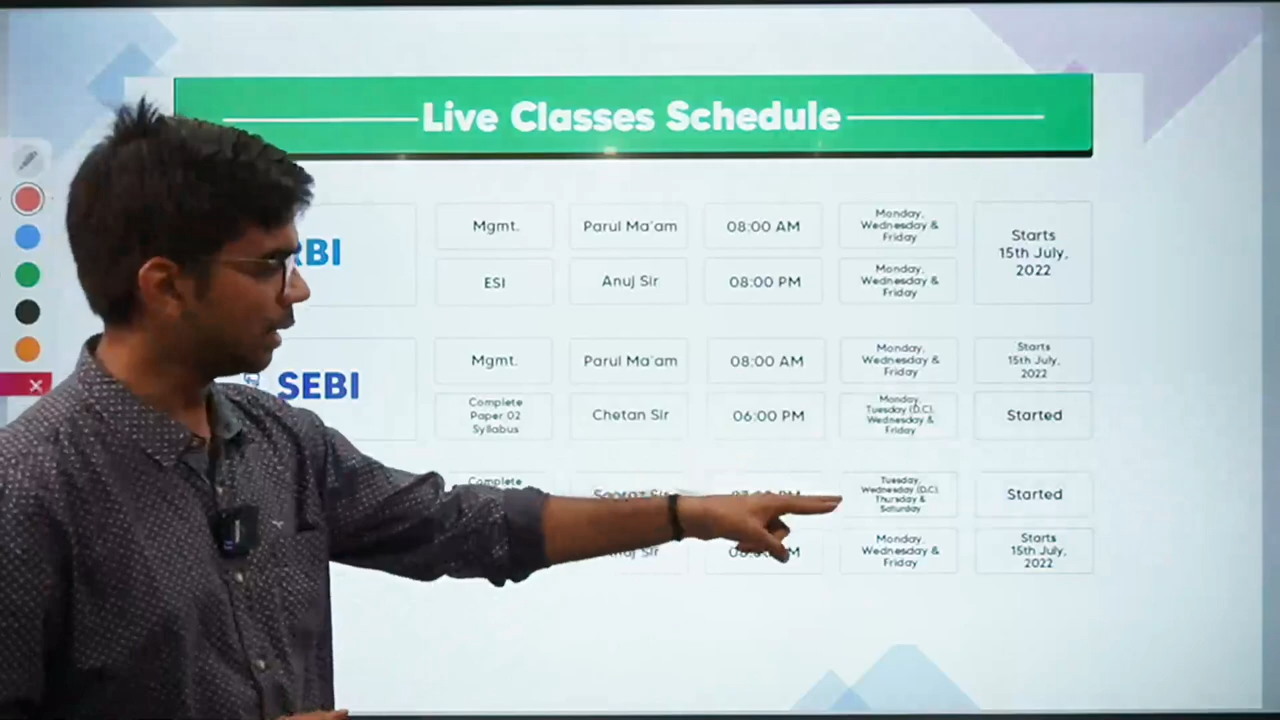 Live Classes Schedule
RBI
Mgmt.
Parul Ma'am
08:00 AM
Monday,
Wednesday &
Friday
Starts
15th July,
2022
ESI
Anuj Sir
08:00 PM
Monday,
Wednesday &
Friday
SEBI
Mgmt.
Parul Ma'am
08:00 AM
Monday,
Wednesday &
Friday
Starts
15th July,
2022
Complete
Paper 02
Syllabus
Chetan Sir
06:00 PM
Monday,
Tuesday (D.C),
Wednesday &
Friday
Started
Complete
Tuesday,
Wednesday (D.C),
Thursday &
Saturday
Started
Sir
Monday,
Wednesday &
Friday
Starts
15th July,
2022